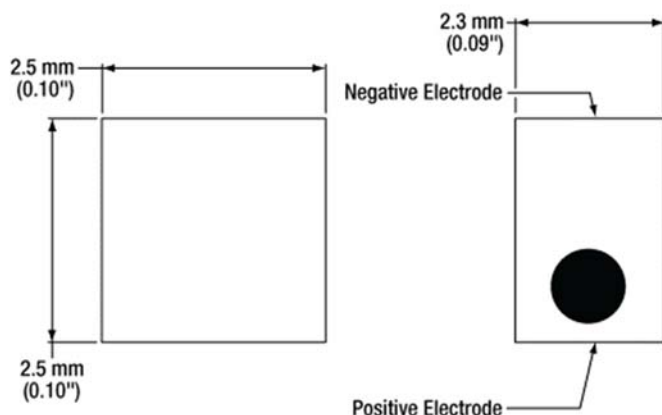 2.5 mm
(0.10")
2.3 mm
(0.09")
Negative Electrode
2.5 mm
(0.10")
Positive Electrode